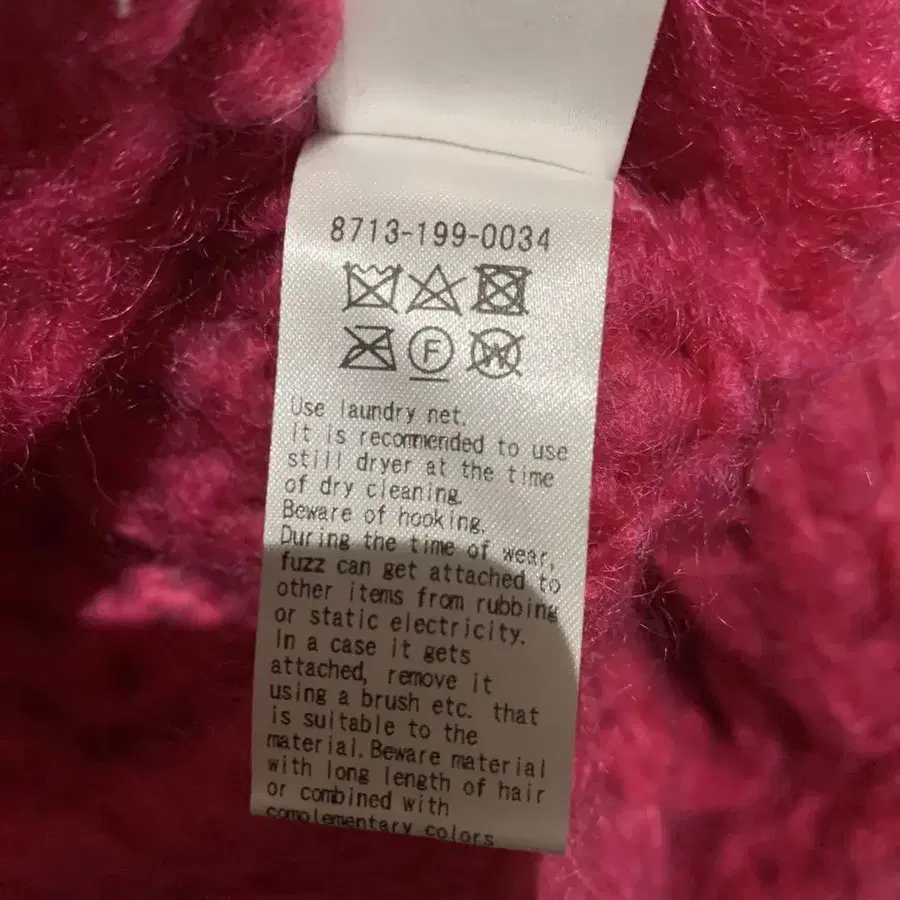 8713-199-0034
F W
Use laundry net.
It is recommended to use
still dryer at the time
of dry cleaning.
Beware of hooking.
During the time of wear,
fuzz can get attached to
other items from rubbing
or static electricity.
In a case it gets
attached, remove it
using a brush etc. that
is suitable to the
material.Beware material
with long length of hair
or combined with
complementary colors